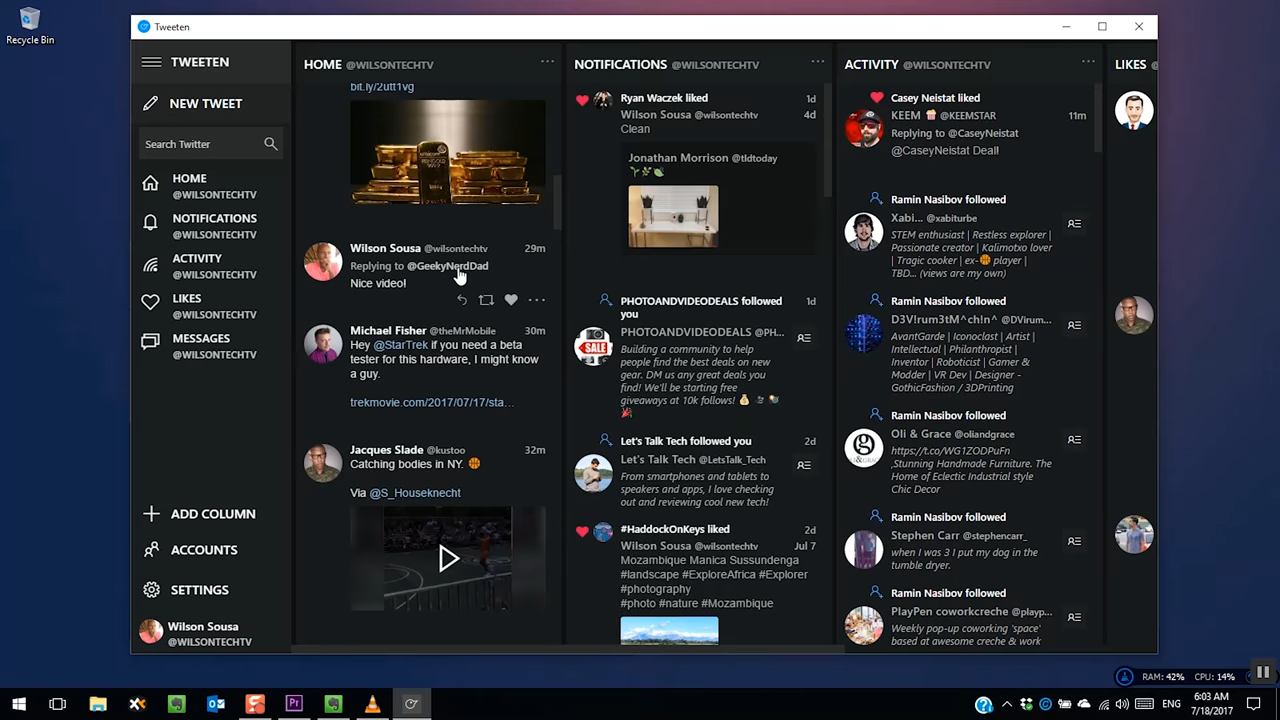 Recycle Bin
Tweeten
TWEETEN
NEW TWEET
Search Twitter
HOME
@WILSONTECHTV
NOTIFICATIONS
@WILSONTECHTV
ACTIVITY
@WILSONTECHTV
LIKES
@WILSONTECHTV
MESSAGES
@WILSONTECHTV
ADD COLUMN
ACCOUNTS
SETTINGS
Wilson Sousa
@WILSONTECHTV
HOME @WILSONTECHTV
bit.ly/2utt1vg
Wilson Sousa @wilsontechtv 29m
Replying to @GeekyNerdDad
Nice video!
Michael Fisher @theMrMobile 30m
Hey @StarTrek if you need a beta
tester for this hardware, I might know
a guy.
trekmovie.com/2017/07/17/sta…
Jacques Slade @kustoo 32m
Catching bodies in NY. 🏀
Via @S_Houseknecht
NOTIFICATIONS @WILSONTECHTV
Ryan Waczek liked 1d
Wilson Sousa @wilsontechtv 4d
Clean
Jonathan Morrison @tldtoday
🌱🌿🍃
PHOTOANDVIDEODEALS followed 1d
you
PHOTOANDVIDEODEALS @PH...
Building a community to help
people find the best deals on new
gear. DM us any great deals you
find! We'll be starting free
giveaways at 10k follows! 💰
🎉
SALE
Let's Talk Tech followed you 2d
Let's Talk Tech @LetsTalk_Tech
From smartphones and tablets to
speakers and apps, I love checking
out and reviewing cool new tech!
#HaddockOnKeys liked 2d
Wilson Sousa @wilsontechtv Jul 7
Mozambique Manica Sussundenga
#landscape #ExploreAfrica #Explorer
#photography
#photo #nature #Mozambique
ACTIVITY @WILSONTECHTV
Casey Neistat liked
KEEM 🍿 @KEEMSTAR 11m
Replying to @CaseyNeistat
@CaseyNeistat Deal!
Ramin Nasibov followed
Xabi... @xabiturbe
STEM enthusiast | Restless explorer |
Passionate creator | Kalimotxo lover
| Tragic cooker | ex-🏀 player |
TBD... (views are my own)
Ramin Nasibov followed
D3V!rum3tM^ch!n^ @DVirum...
AvantGarde | Iconoclast | Artist |
Intellectual | Philanthropist |
Inventor | Roboticist | Gamer &
Modder | VR Dev | Designer -
GothicFashion / 3DPrinting
Ramin Nasibov followed
Oli & Grace @oliandgrace
https://t.co/WG1ZODPuFn
,Stunning Handmade Furniture. The
Home of Eclectic Industrial style
Chic Decor
Ramin Nasibov followed
Stephen Carr @stephencarr_
when I was 3 I put my dog in the
tumble dryer.
Ramin Nasibov followed
PlayPen coworkcreche @playp...
Weekly pop-up coworking 'space'
based at awesome creche & work
LIKES @W
RAM: 42% CPU: 14%
ENG
6:03 AM
7/18/2017